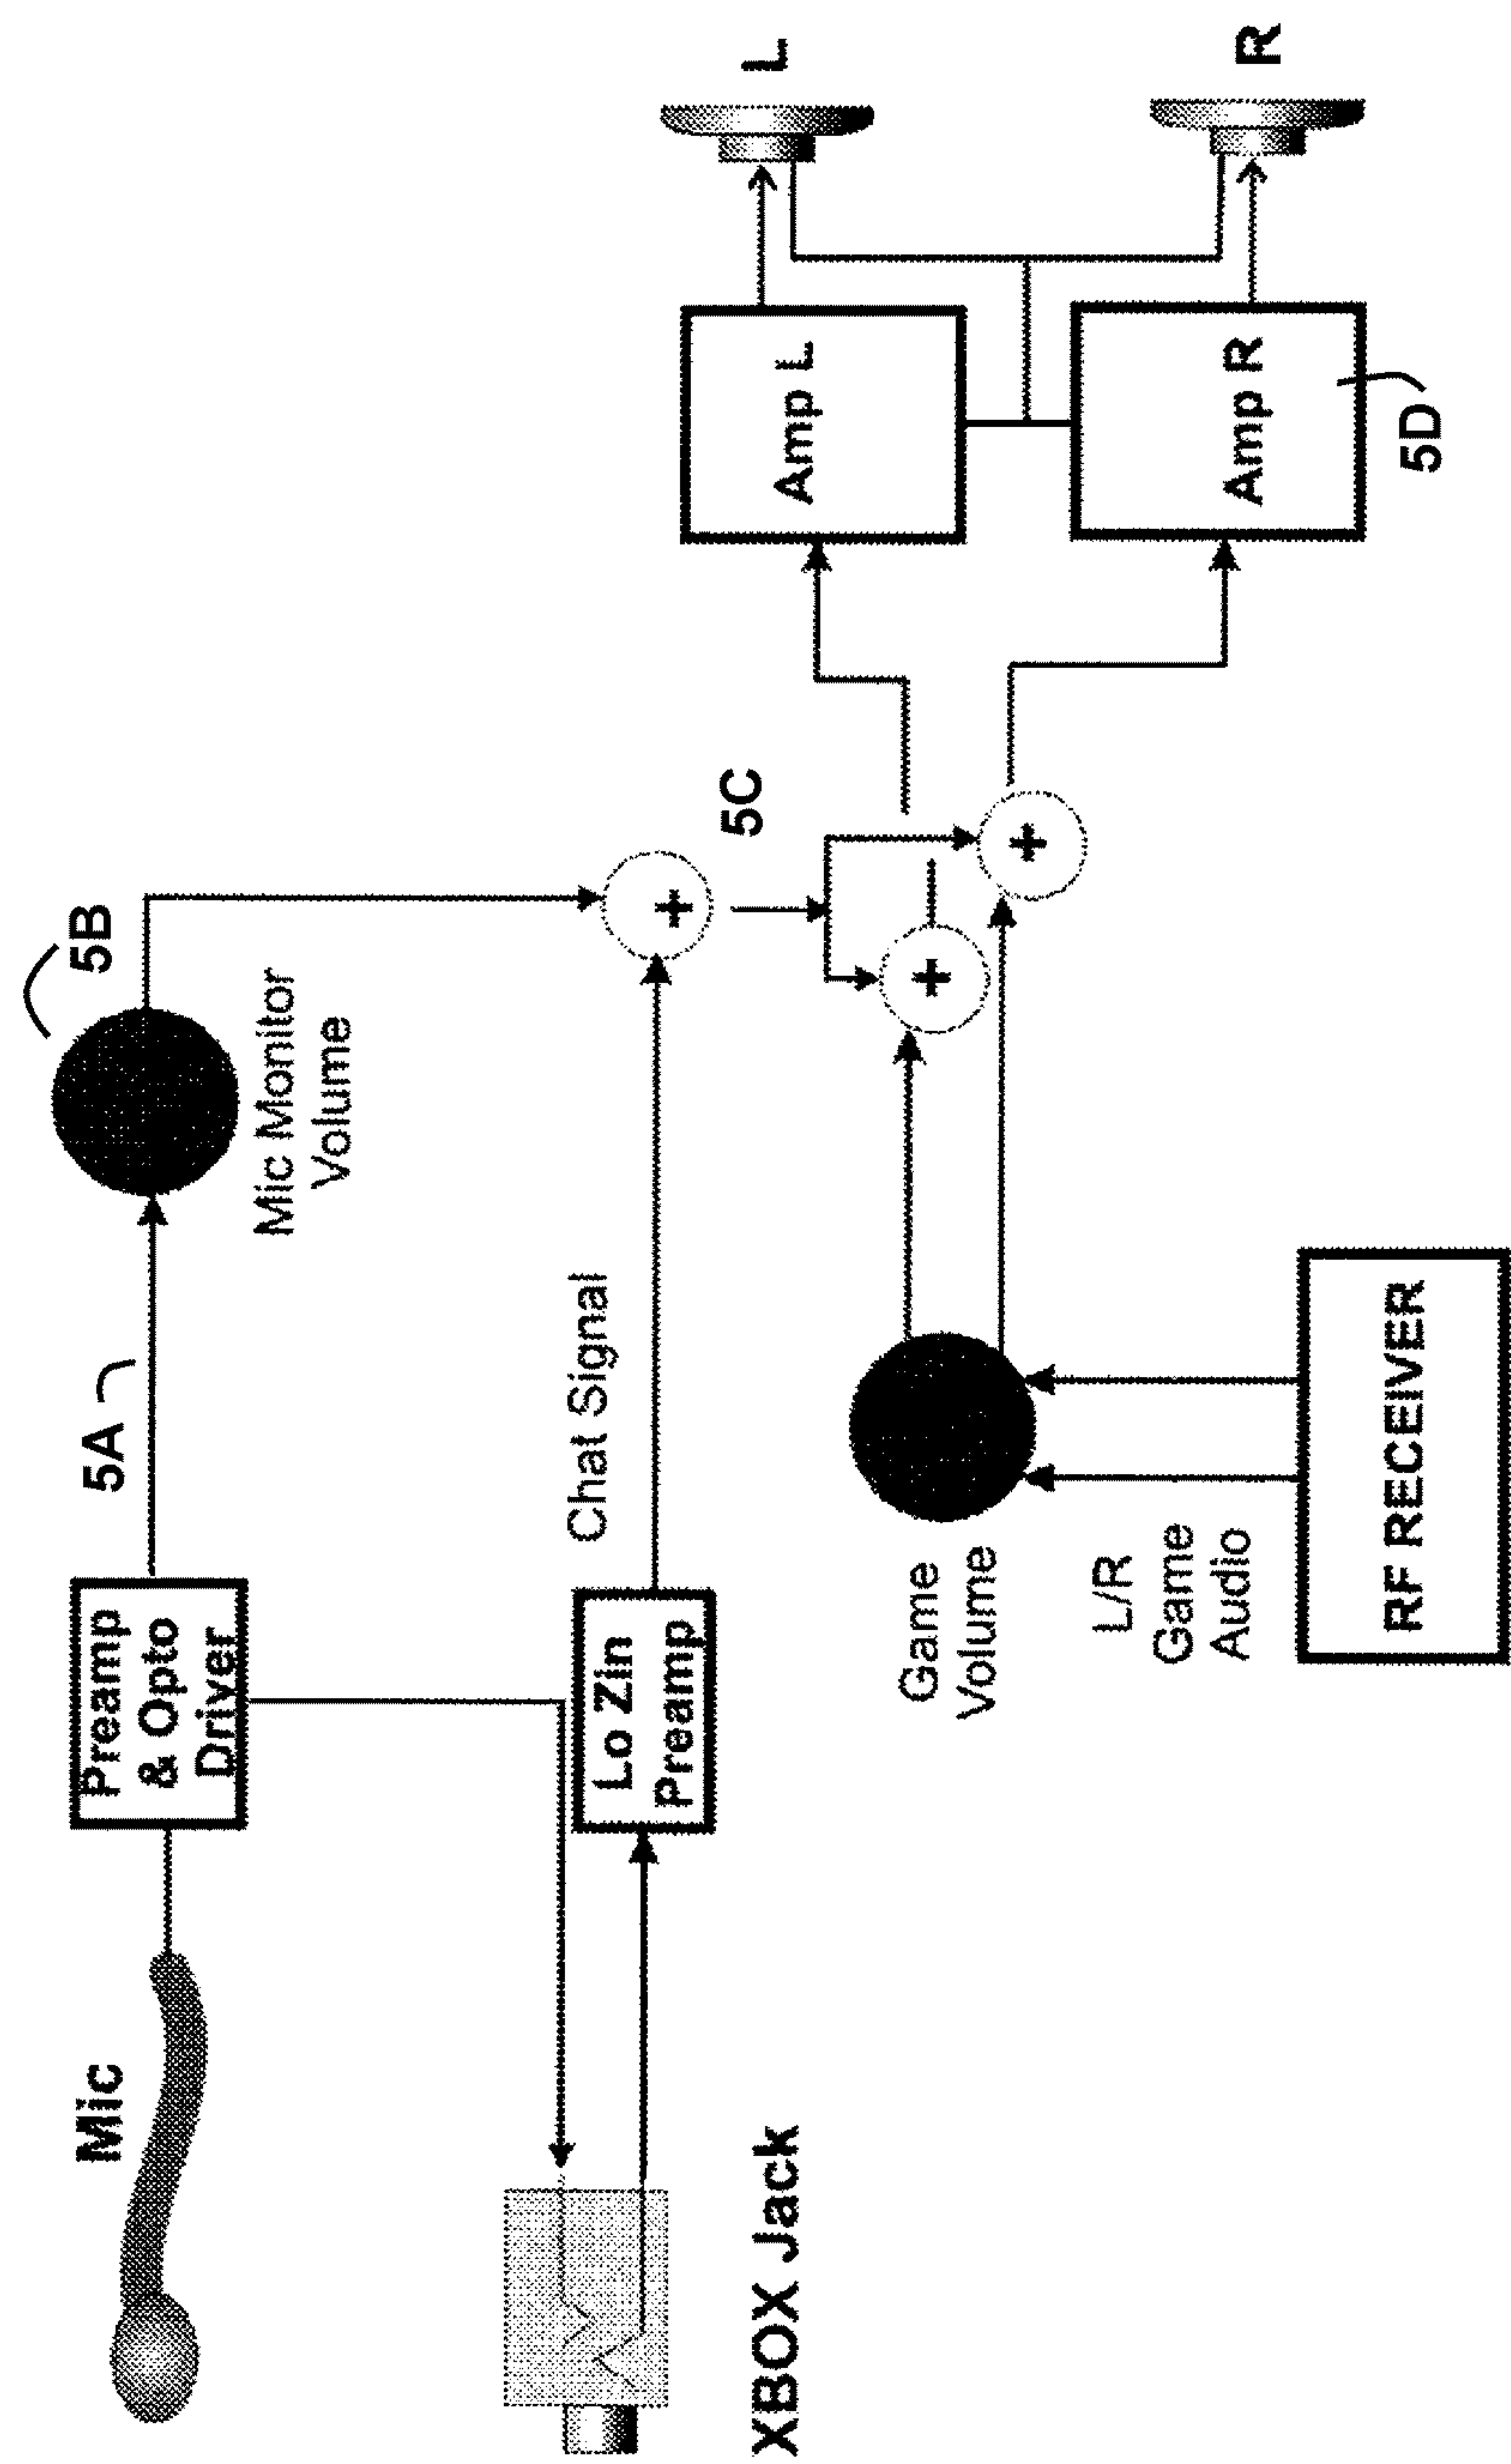 Mic
Preamp
& Opto
Driver
5A
5B
Mic Monitor
Volume
XBOX Jack
Lo Zin
Preamp
Chat Signal
+
5C
+
+
Game
Volume
L/R
Game
Audio
RF RECEIVER
Amp L
Amp R
5D
L
R